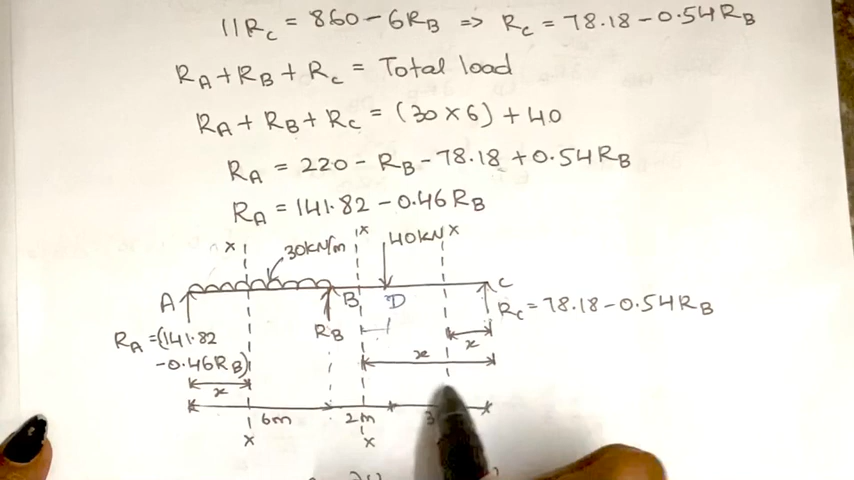 11RC = 860 - 6RB => RC = 78.18 - 0.54RB
RA + RB + RC = Total load
RA + RB + RC = (30 × 6) + 40
RA = 220 - RB - 78.18 + 0.54RB
RA = 141.82 - 0.46RB
x 30kN/m x 40kN x
A B D C
RA = (141.82 - 0.46RB)
RB
RC = 78.18 - 0.54RB
x x x
6m 2m 3
x x